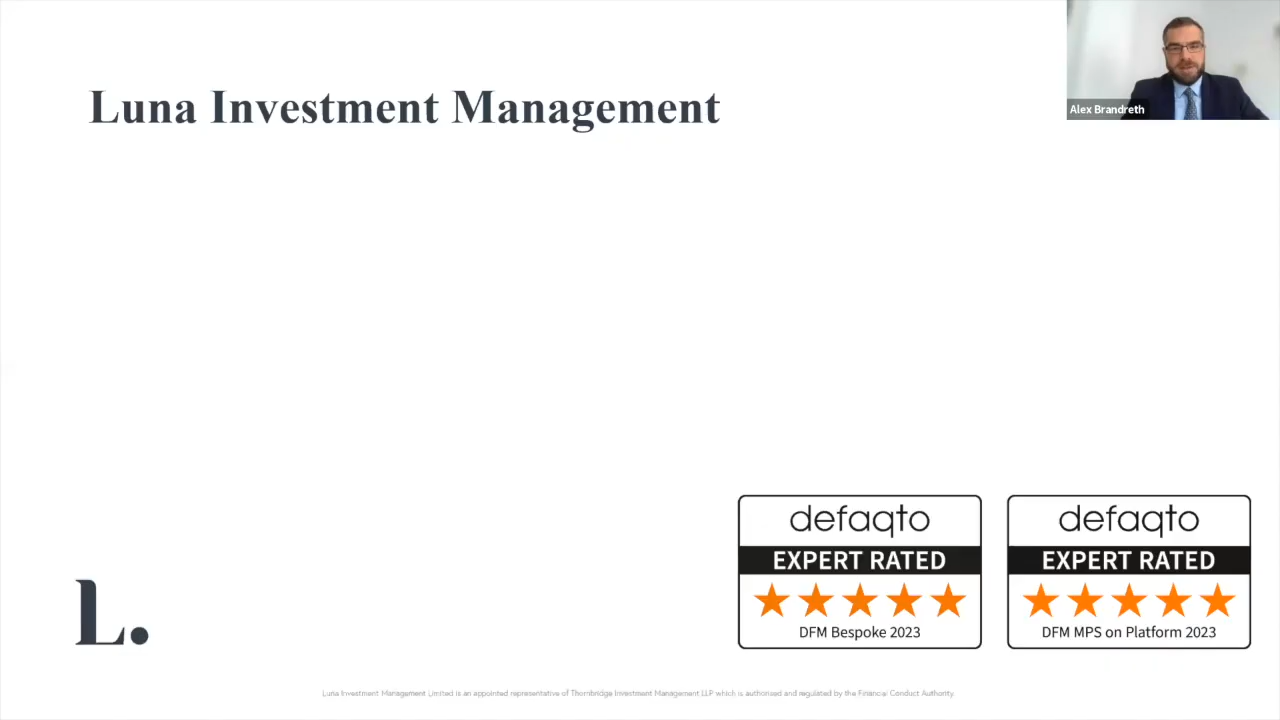 Luna Investment Management
Alex Brandreth
defaqto
EXPERT RATED
DFM Bespoke 2023
defaqto
EXPERT RATED
DFM MPS on Platform 2023
L.
Luna Investment Management Limited is an appointed representative of Thornbridge Investment Management LLP which is authorised and regulated by the Financial Conduct Authority.